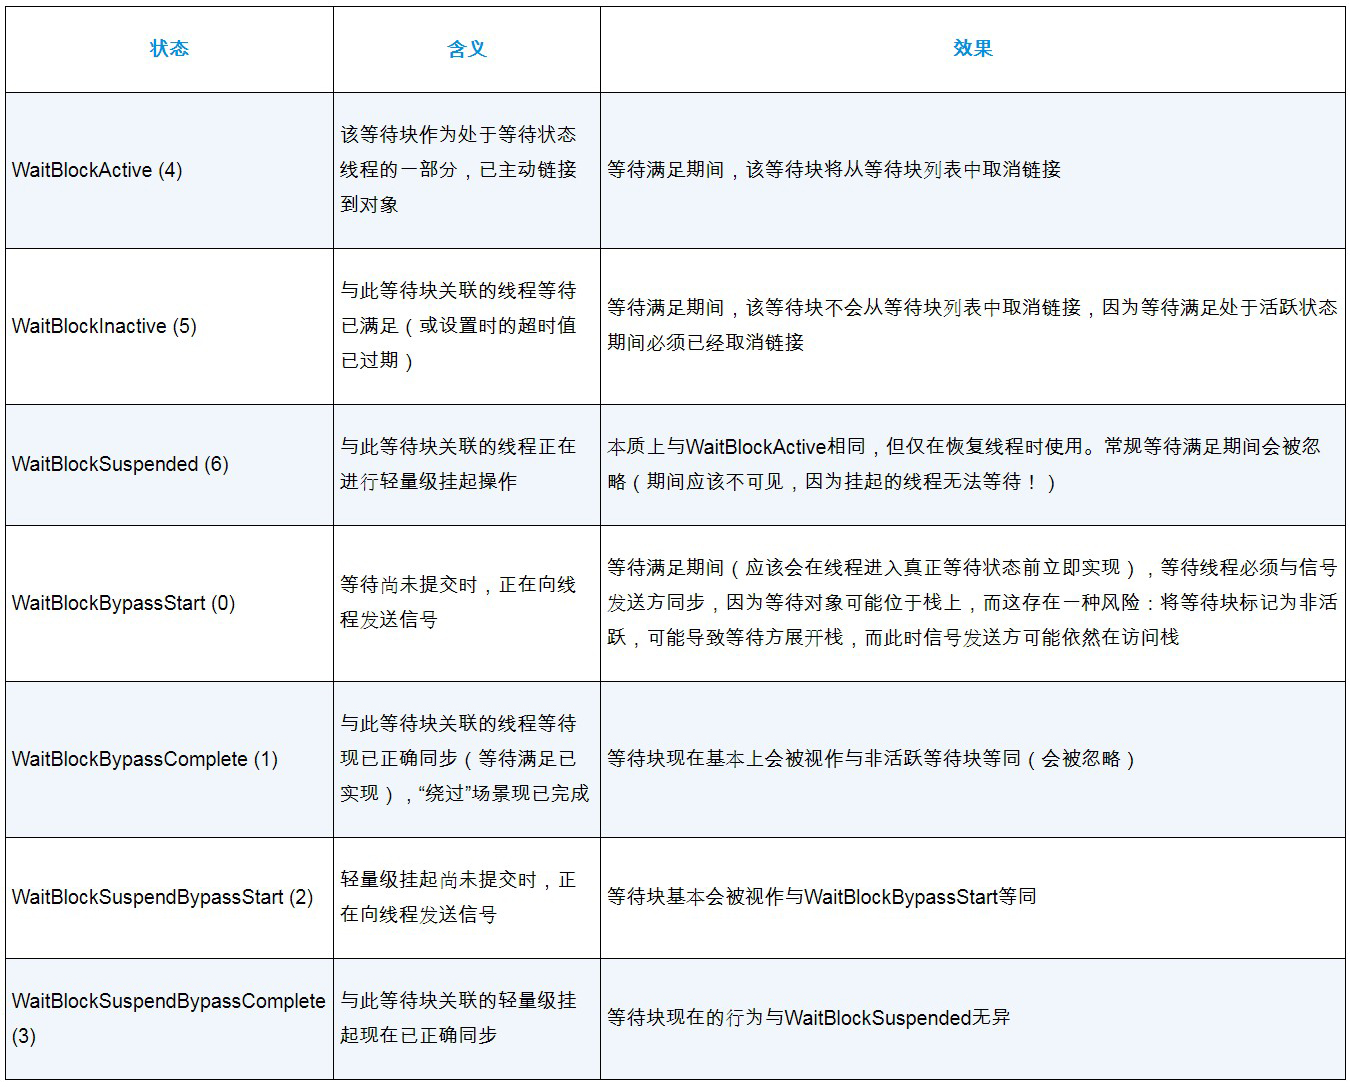 状态
含义
效果
WaitBlockActive (4)
该等待块作为处于等待状态
线程的一部分，已主动链接
到对象
等待满足期间，该等待块将从等待块列表中取消链接
WaitBlockInactive (5)
与此等待块关联的线程等待
已满足（或设置时的超时值
已过期）
等待满足期间，该等待块不会从等待块列表中取消链接，因为等待满足处于活跃状态
期间必须已经取消链接
WaitBlockSuspended (6)
与此等待块关联的线程正在
进行轻量级挂起操作
本质上与WaitBlockActive相同，但仅在恢复线程时使用。常规等待满足期间会被忽
略（期间应该不可见，因为挂起的线程无法等待！）
WaitBlockBypassStart (0)
等待尚未提交时，正在向线
程发送信号
等待满足期间（应该会在线程进入真正等待状态前立即实现），等待线程必须与信号
发送方同步，因为等待对象可能位于栈上，而这存在一种风险：将等待块标记为非活
跃，可能导致等待方展开栈，而此时信号发送方可能依然在访问栈
WaitBlockBypassComplete (1)
与此等待块关联的线程等待
现已正确同步（等待满足已
实现），“绕过”场景现已完成
等待块现在基本上会被视作与非活跃等待块等同（会被忽略）
WaitBlockSuspendBypassStart (2)
轻量级挂起尚未提交时，正
在向线程发送信号
等待块基本会被视作与WaitBlockBypassStart等同
WaitBlockSuspendBypassComplete
(3)
与此等待块关联的轻量级挂
起现在已正确同步
等待块现在的行为与WaitBlockSuspended无异